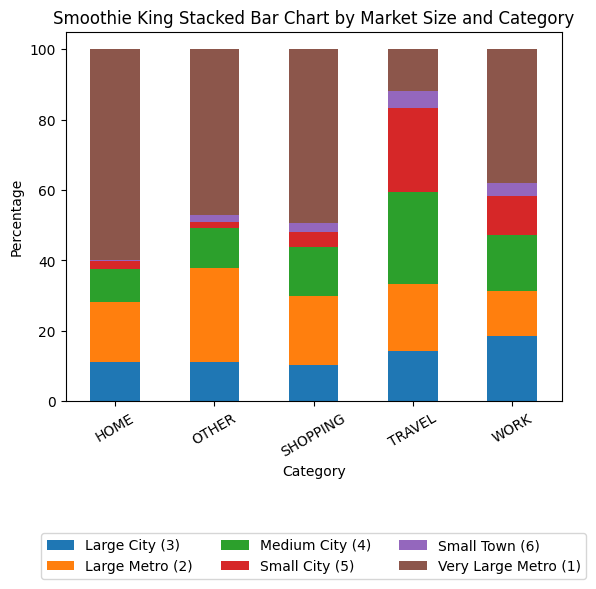 Smoothie King Stacked Bar Chart by Market Size and Category
100
80
60
40
20
0
Percentage
HOME
OTHER
SHOPPING
TRAVEL
WORK
Category
Large City (3)
Medium City (4)
Small Town (6)
Large Metro (2)
Small City (5)
Very Large Metro (1)